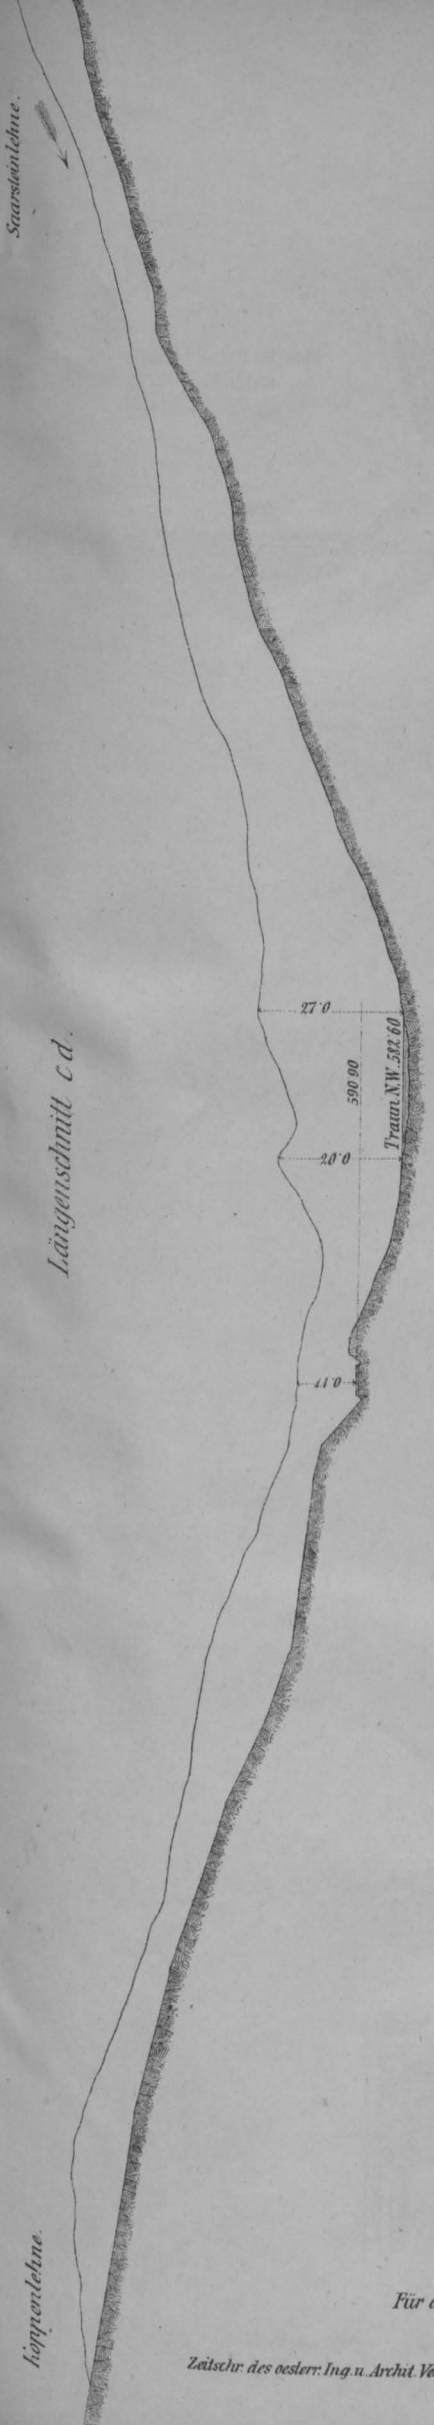 Saarsteinlehne.
Längenschnitt c d.
27·0
590 90
Traun N.W. 582·60
20·0
11·0
Koppenlehne.
Für
Zeitschr. des oesterr. Ing. u. Archit. Ve